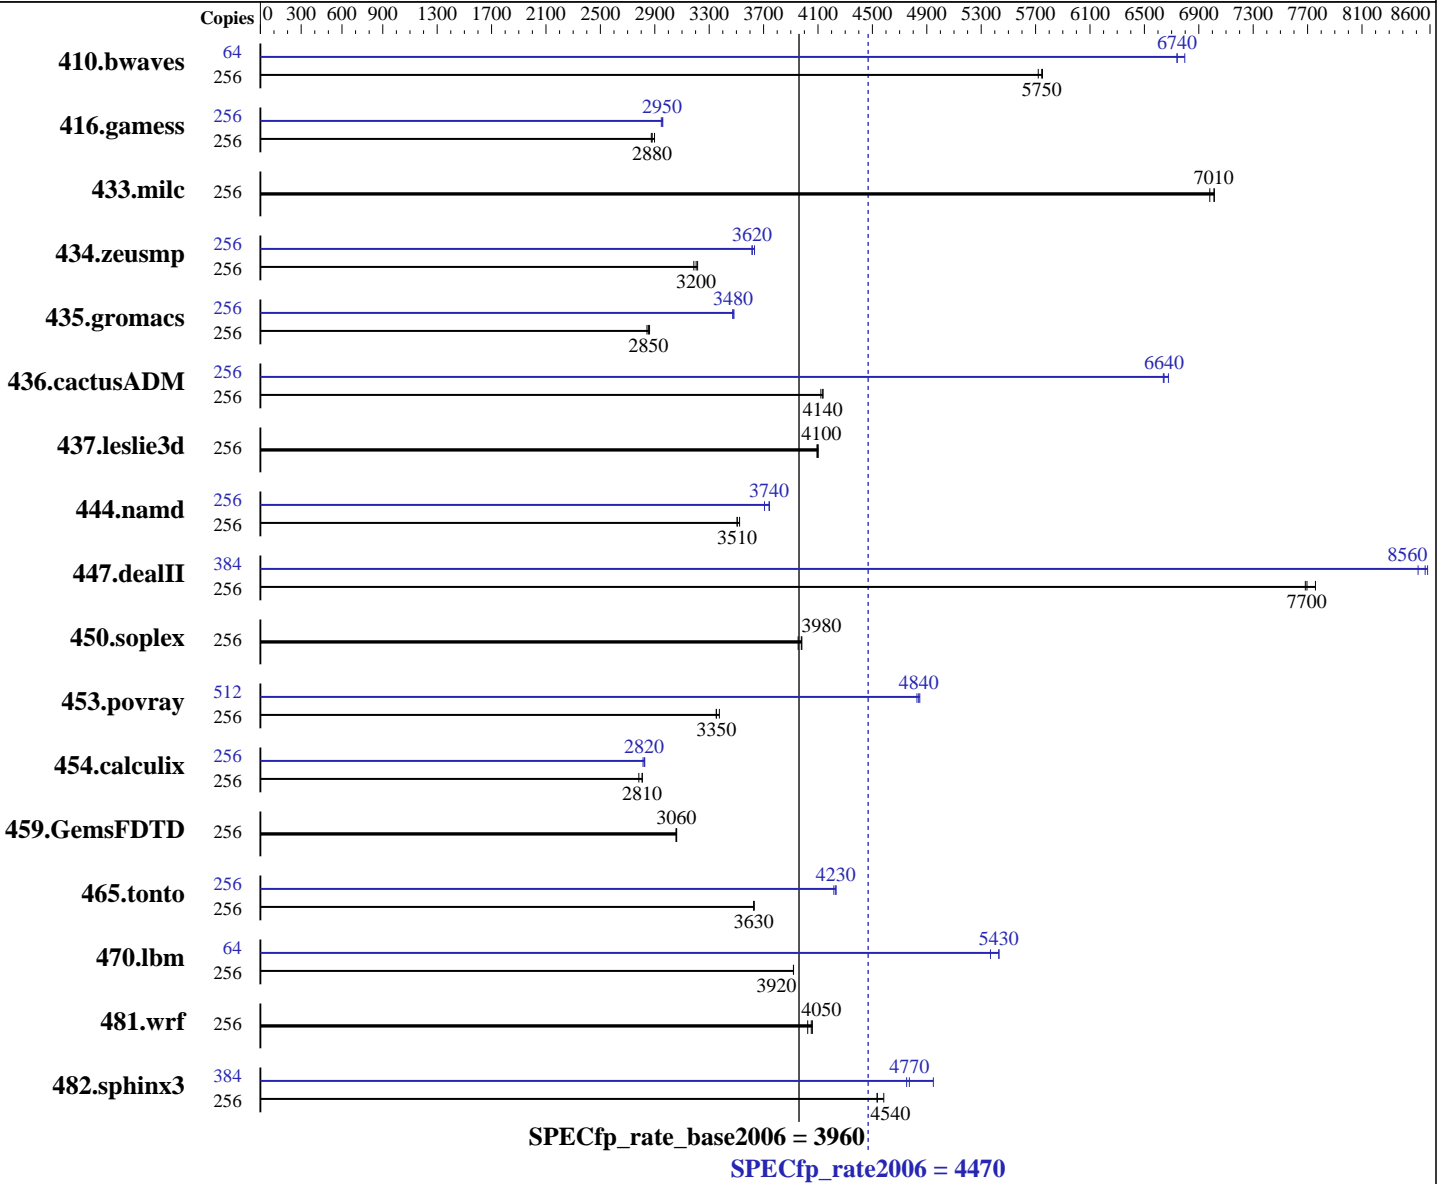 Copies 0 300 600 900 1300 1700 2100 2500 2900 3300 3700 4100 4500 4900 5300 5700 6100 6500 6900 7300 7700 8100 8600
410.bwaves 64 6740
256 5750
416.gamess 256 2950
256 2880
433.milc 256 7010
434.zeusmp 256 3620
256 3200
435.gromacs 256 3480
256 2850
436.cactusADM 256 6640
256 4140
437.leslie3d 256 4100
444.namd 256 3740
256 3510
447.dealII 384 8560
256 7700
450.soplex 256 3980
453.povray 512 4840
256 3350
454.calculix 256 2820
256 2810
459.GemsFDTD 256 3060
465.tonto 256 4230
256 3630
470.lbm 64 5430
256 3920
481.wrf 256 4050
482.sphinx3 384 4770
256 4540
SPECfp_rate_base2006 = 3960
SPECfp_rate2006 = 4470